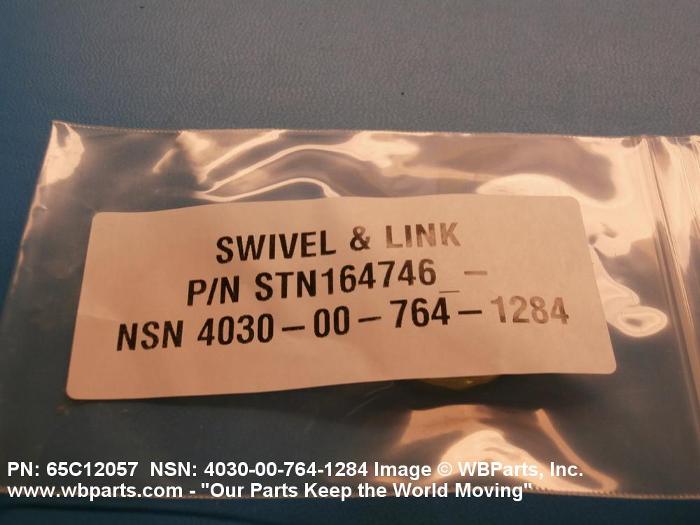 SWIVEL & LINK
P/N STN164746_-
NSN 4030-00-764-1284
PN: 65C12057 NSN: 4030-00-764-1284 Image © WBParts, Inc.
www.wbparts.com - "Our Parts Keep the World Moving"